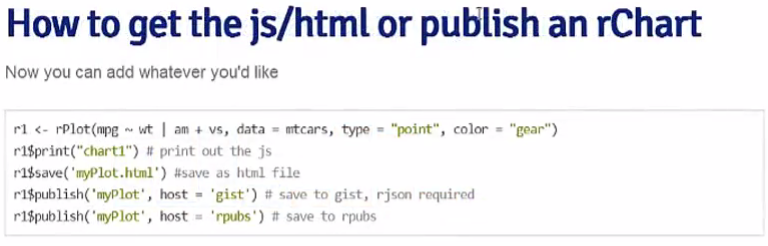 How to get the js/html or publish an rChart
Now you can add whatever you'd like
r1 <- rPlot(mpg ~ wt | am + vs, data = mtcars, type = "point", color = "gear")
r1$print("chart1") # print out the js
r1$save('myPlot.html') #save as html file
r1$publish('myPlot', host = 'gist') # save to gist, rjson required
r1$publish('myPlot', host = 'rpubs') # save to rpubs